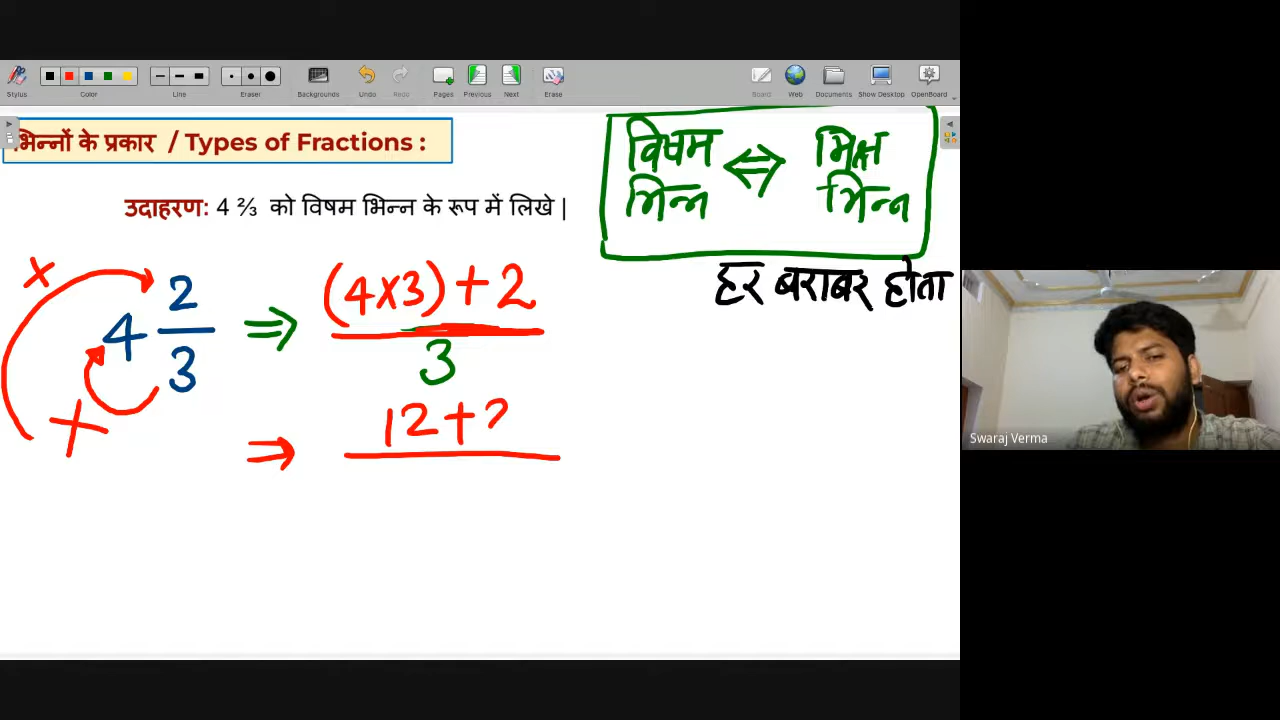 Stylus Color Line Eraser Backgrounds Undo Redo Pages Previous Next Erase Board Web Documents Show Desktop OpenBoard
भिन्नों के प्रकार / Types of Fractions :
विषम ⇔ मिश्र
भिन्न भिन्न
उदाहरण: 4 ⅔ को विषम भिन्न के रूप में लिखे |
हर बराबर होता
x
4 2/3 ⇒ (4x3) + 2
3
+
⇒ 12 + 2
Swaraj Verma